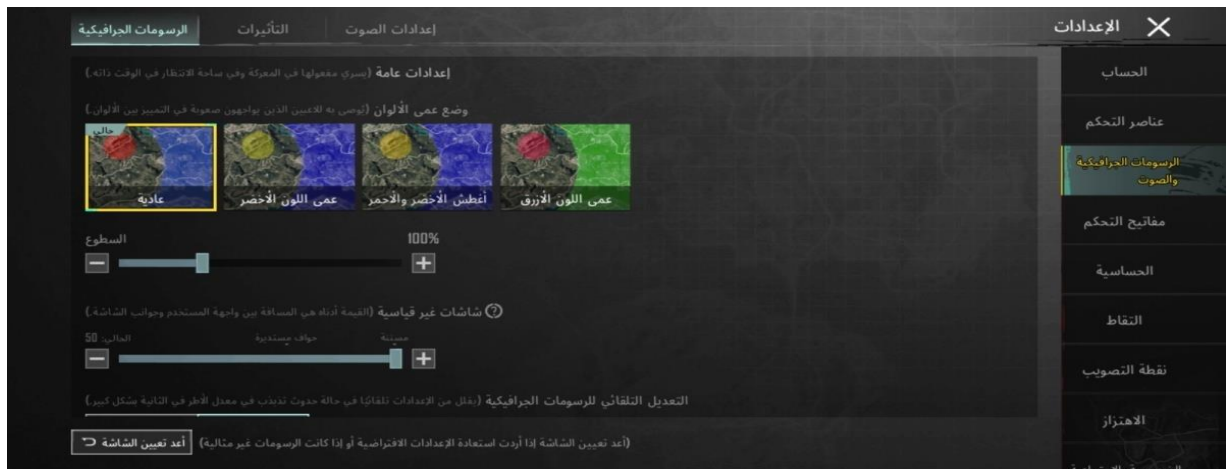 الإعدادات
الرسومات الجرافيكية
التأثيرات
إعدادات الصوت
الحساب
عناصر التحكم
الرسومات الجرافيكية
والصوت
مفاتيح التحكم
الحساسية
التقاط
نقطة التصويب
الاهتزاز
إعدادات عامة (يسري مفعولها في المعركة وفي ساحة الانتظار في الوقت ذاته.)
وضع عمى الألوان (يُوصى به للاعبين الذين يواجهون صعوبة في التمييز بين الألوان.)
حالي
عادية
عمى اللون الأخضر
أغطش الأخضر والأحمر
عمى اللون الأزرق
السطوع
100%
شاشات غير قياسية (القيمة أدناه هي المسافة بين واجهة المستخدم وجوانب الشاشة.)
الحالي: 50
حواف مستديرة
مسننة
التعديل التلقائي للرسومات الجرافيكية (يقلل من الإعدادات تلقائيًا في حالة حدوث تذبذب في معدل الأطر في الثانية بشكل كبير.)
أعد تعيين الشاشة
(أعد تعيين الشاشة إذا أردت استعادة الإعدادات الافتراضية أو إذا كانت الرسومات غير مثالية)